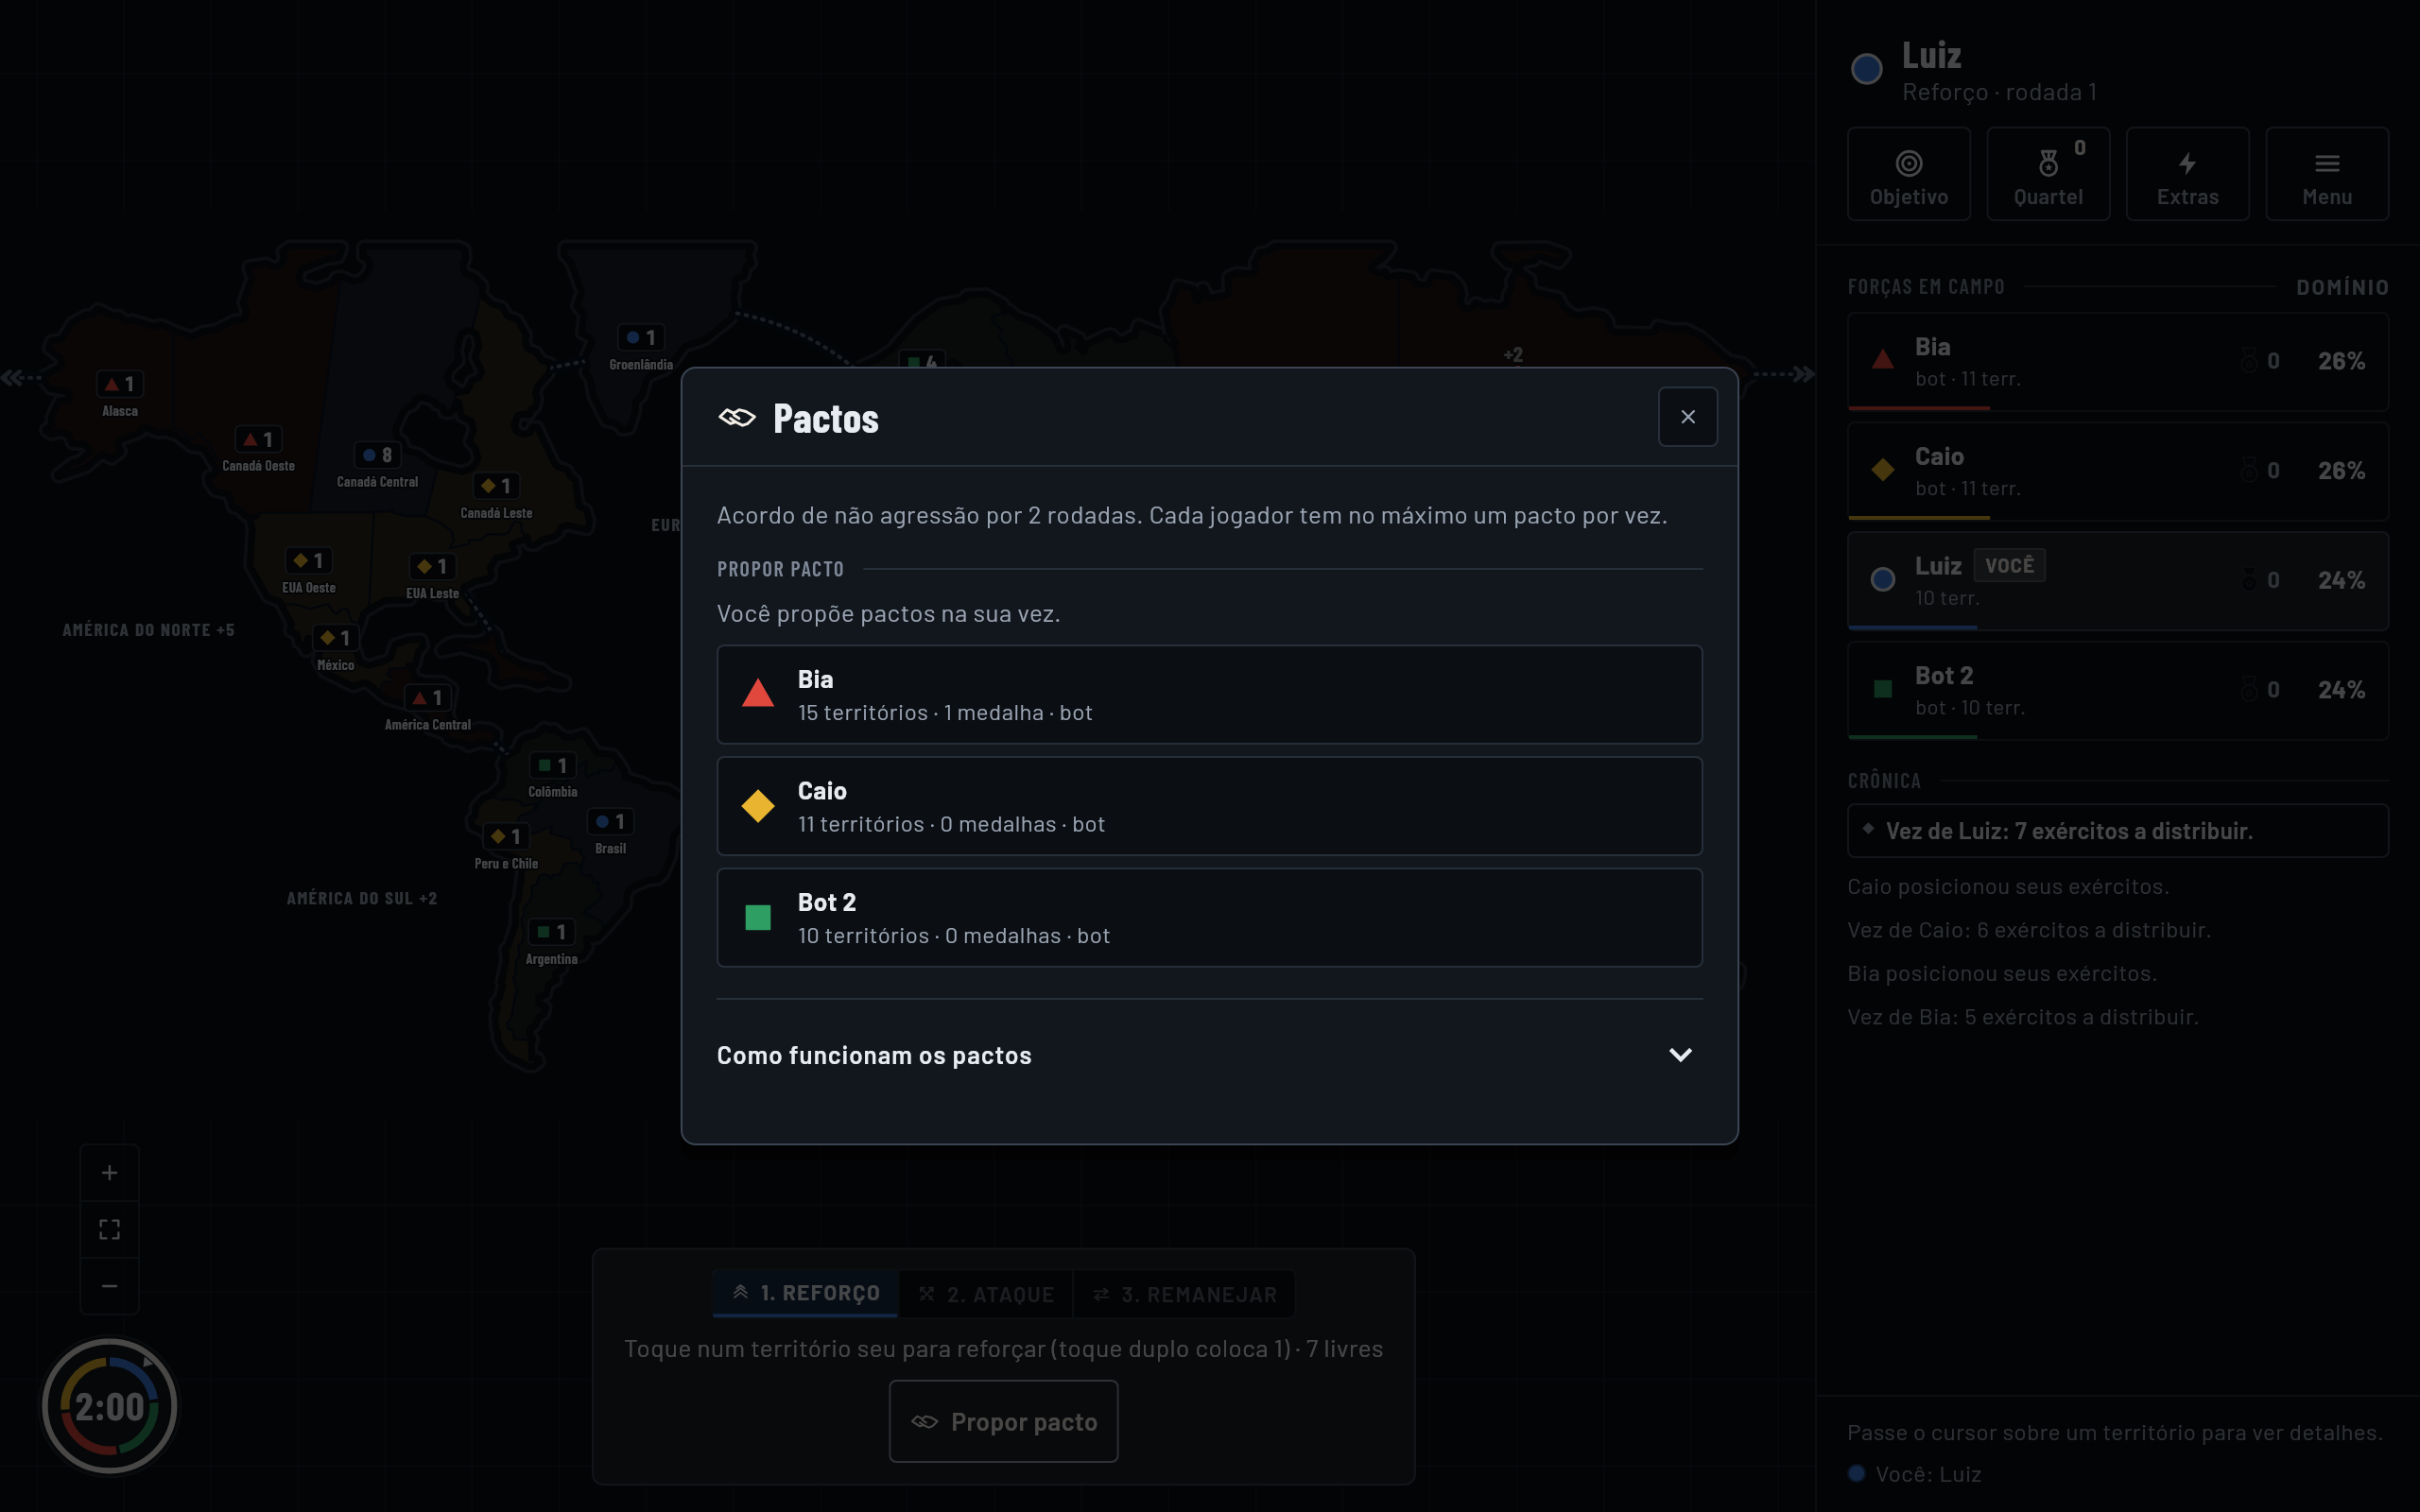 Luiz
Reforço · rodada 1
Objetivo
0
Quartel
Extras
Menu
FORÇAS EM CAMPO
DOMÍNIO
Bia
bot · 11 terr.
0
26%
Caio
bot · 11 terr.
0
26%
Luiz VOCÊ
10 terr.
0
24%
Bot 2
bot · 10 terr.
0
24%
CRÔNICA
Vez de Luiz: 7 exércitos a distribuir.
Caio posicionou seus exércitos.
Vez de Caio: 6 exércitos a distribuir.
Bia posicionou seus exércitos.
Vez de Bia: 5 exércitos a distribuir.
Passe o cursor sobre um território para ver detalhes.
Você: Luiz
1
Groenlândia
4
+2
1
Alasca
1
Canadá Oeste
8
Canadá Central
1
Canadá Leste
EUR
1
EUA Oeste
1
EUA Leste
AMÉRICA DO NORTE +5
1
México
1
América Central
1
Colômbia
1
Brasil
1
Peru e Chile
AMÉRICA DO SUL +2
1
Argentina
Pactos
Acordo de não agressão por 2 rodadas. Cada jogador tem no máximo um pacto por vez.
PROPOR PACTO
Você propõe pactos na sua vez.
Bia
15 territórios · 1 medalha · bot
Caio
11 territórios · 0 medalhas · bot
Bot 2
10 territórios · 0 medalhas · bot
Como funcionam os pactos
+
−
2:00
1. REFORÇO
2. ATAQUE
3. REMANEJAR
Toque num território seu para reforçar (toque duplo coloca 1) · 7 livres
Propor pacto